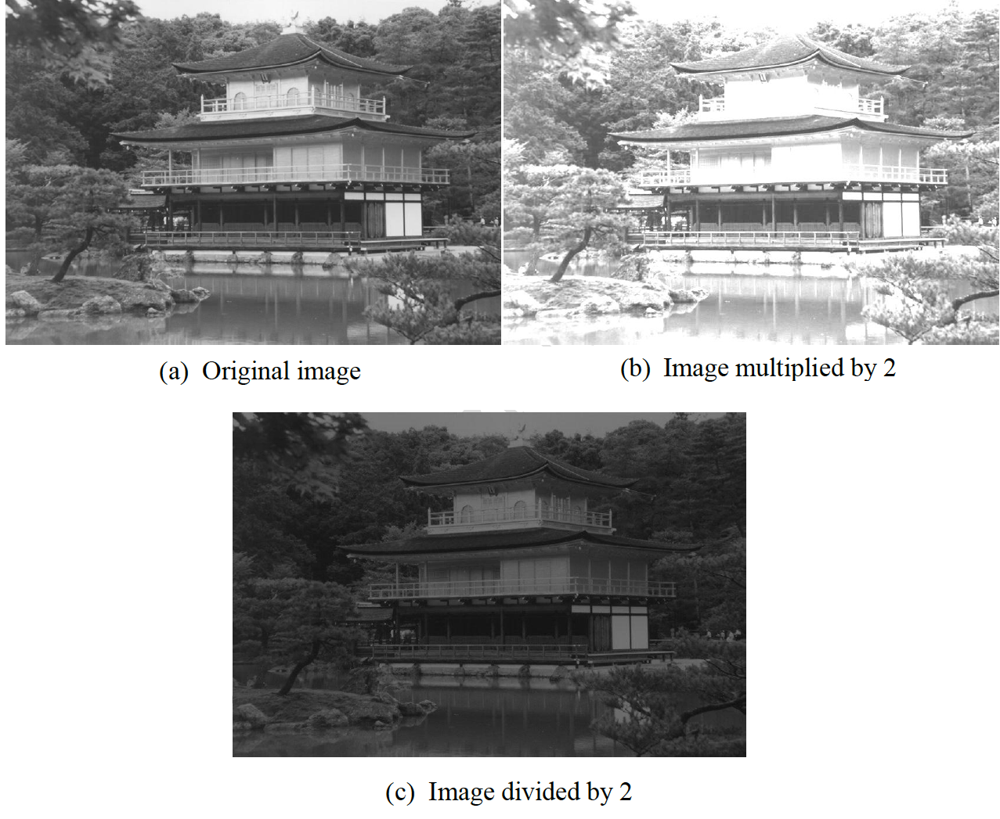 (a) Original image
(b) Image multiplied by 2
(c) Image divided by 2